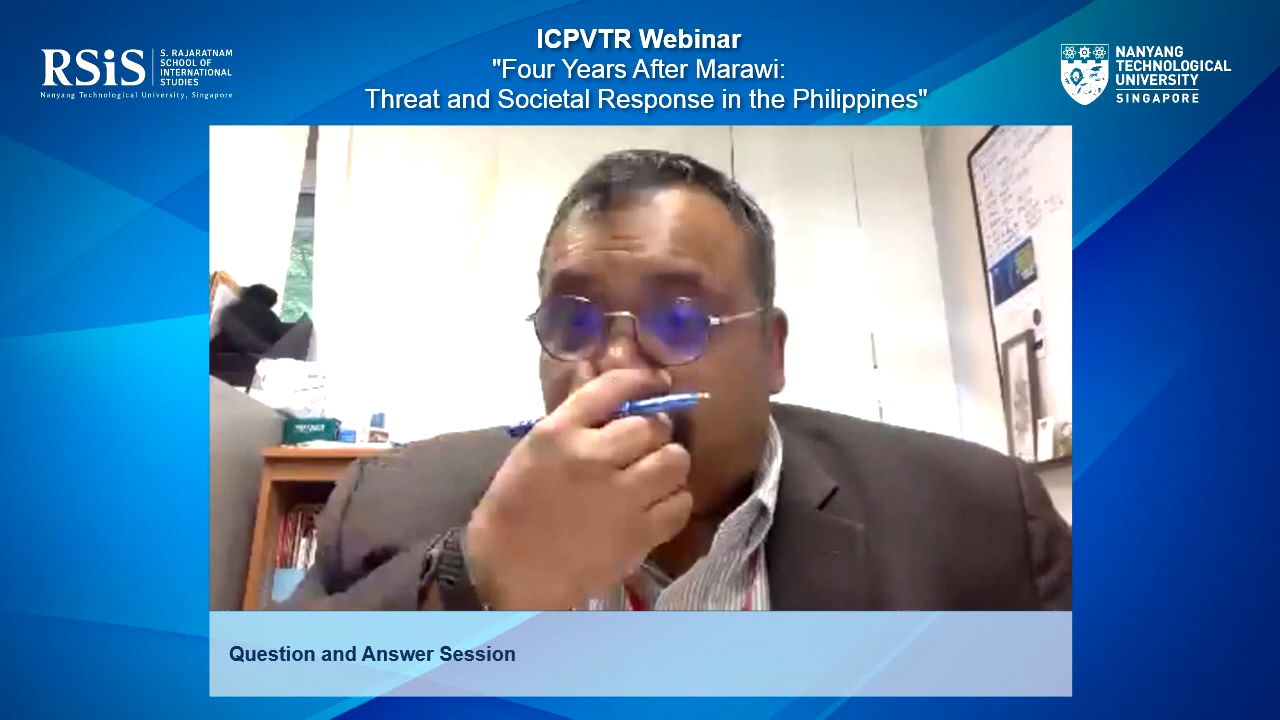 RSiS
S. RAJARATNAM
SCHOOL OF
INTERNATIONAL
STUDIES
Nanyang Technological University, Singapore
ICPVTR Webinar
"Four Years After Marawi:
Threat and Societal Response in the Philippines"
NANYANG
TECHNOLOGICAL
UNIVERSITY
SINGAPORE
Question and Answer Session